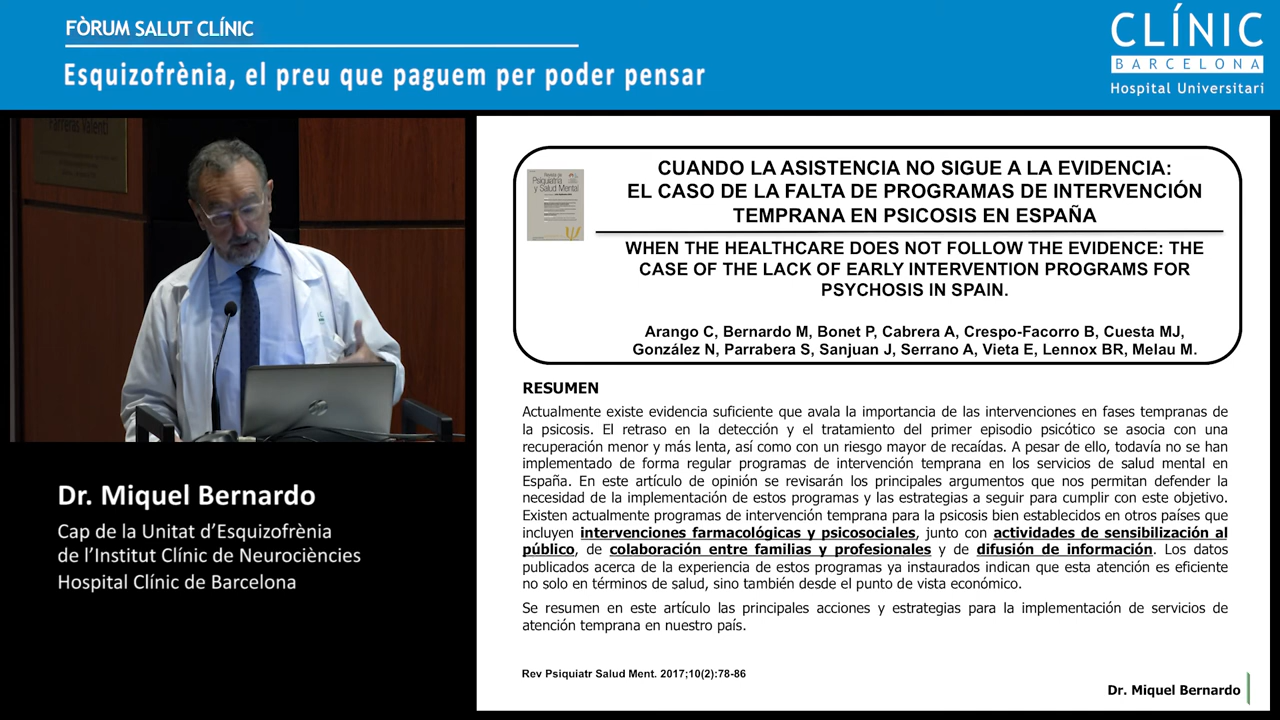 FÒRUM SALUT CLÍNIC
Esquizofrènia, el preu que paguem per poder pensar
CLÍNIC
BARCELONA
Hospital Universitari
Farreras Valentí
Dr. Miquel Bernardo
Cap de la Unitat d’Esquizofrènia
de l’Institut Clínic de Neurociències
Hospital Clínic de Barcelona
Psiquiatría
y Salud Mental
CUANDO LA ASISTENCIA NO SIGUE A LA EVIDENCIA:
EL CASO DE LA FALTA DE PROGRAMAS DE INTERVENCIÓN
TEMPRANA EN PSICOSIS EN ESPAÑA
WHEN THE HEALTHCARE DOES NOT FOLLOW THE EVIDENCE: THE
CASE OF THE LACK OF EARLY INTERVENTION PROGRAMS FOR
PSYCHOSIS IN SPAIN.
Arango C, Bernardo M, Bonet P, Cabrera A, Crespo-Facorro B, Cuesta MJ,
González N, Parrabera S, Sanjuan J, Serrano A, Vieta E, Lennox BR, Melau M.
RESUMEN
Actualmente existe evidencia suficiente que avala la importancia de las intervenciones en fases tempranas de
la psicosis. El retraso en la detección y el tratamiento del primer episodio psicótico se asocia con una
recuperación menor y más lenta, así como con un riesgo mayor de recaídas. A pesar de ello, todavía no se han
implementado de forma regular programas de intervención temprana en los servicios de salud mental en
España. En este artículo de opinión se revisarán los principales argumentos que nos permitan defender la
necesidad de la implementación de estos programas y las estrategias a seguir para cumplir con este objetivo.
Existen actualmente programas de intervención temprana para la psicosis bien establecidos en otros países que
incluyen intervenciones farmacológicas y psicosociales, junto con actividades de sensibilización al
público, de colaboración entre familias y profesionales y de difusión de información. Los datos
publicados acerca de la experiencia de estos programas ya instaurados indican que esta atención es eficiente
no solo en términos de salud, sino también desde el punto de vista económico.
Se resumen en este artículo las principales acciones y estrategias para la implementación de servicios de
atención temprana en nuestro país.
Rev Psiquiatr Salud Ment. 2017;10(2):78-86
Dr. Miquel Bernardo